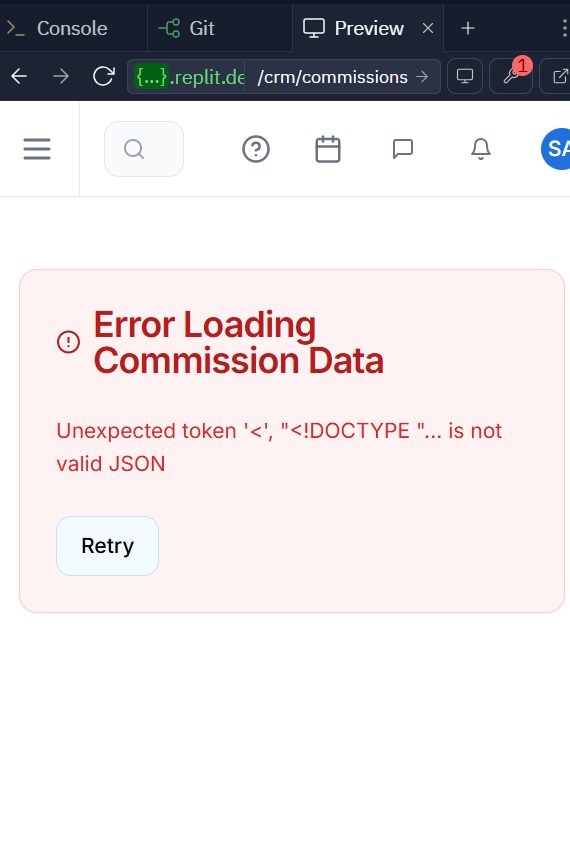 Console
Git
Preview
{...}.replit.de
/crm/commissions
1
SA
Error Loading
Commission Data
Unexpected token '<', "<!DOCTYPE "... is not
valid JSON
Retry